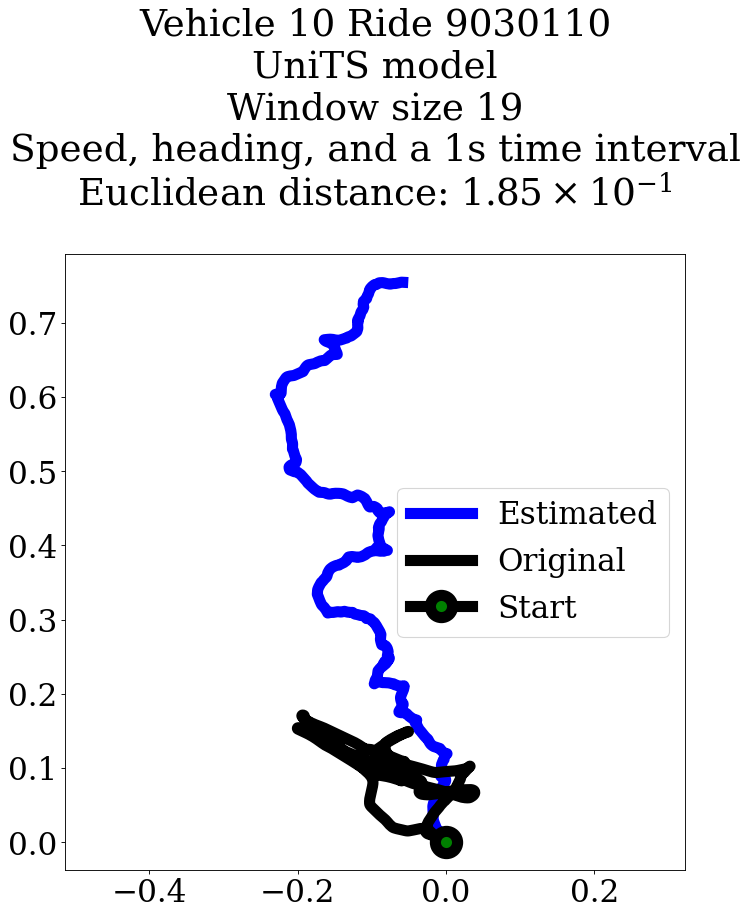 Vehicle 10 Ride 9030110
UniTS model
Window size 19
Speed, heading, and a 1s time interval
Euclidean distance: 1.85 × 10⁻¹
0.7
0.6
0.5
0.4
0.3
0.2
0.1
0.0
−0.4 −0.2 0.0 0.2
Estimated
Original
Start